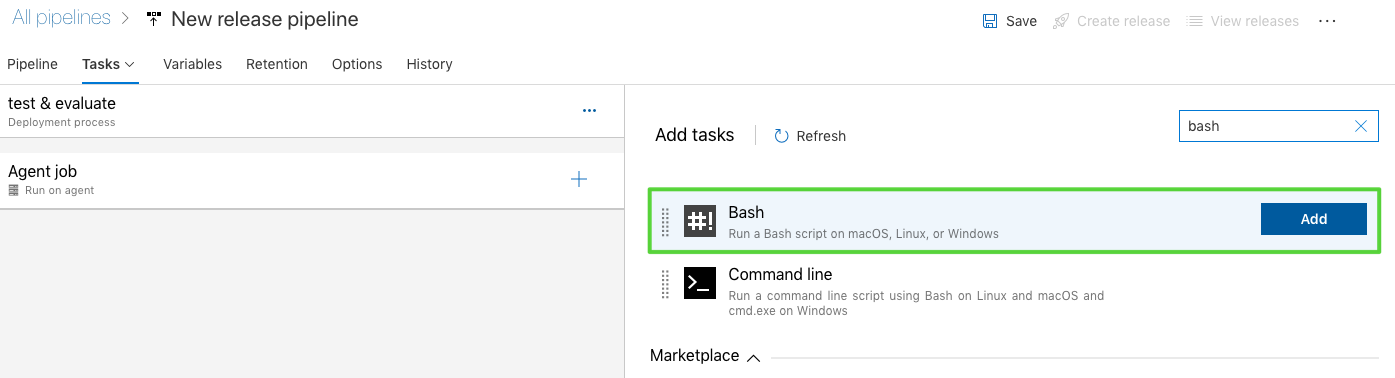 All pipelines > New release pipeline
Save Create release View releases ...
Pipeline Tasks Variables Retention Options History
test & evaluate
Deployment process
Agent job
Run on agent
Add tasks Refresh
bash
#!
Bash
Run a Bash script on macOS, Linux, or Windows
Add
>_
Command line
Run a command line script using Bash on Linux and macOS and
cmd.exe on Windows
Marketplace